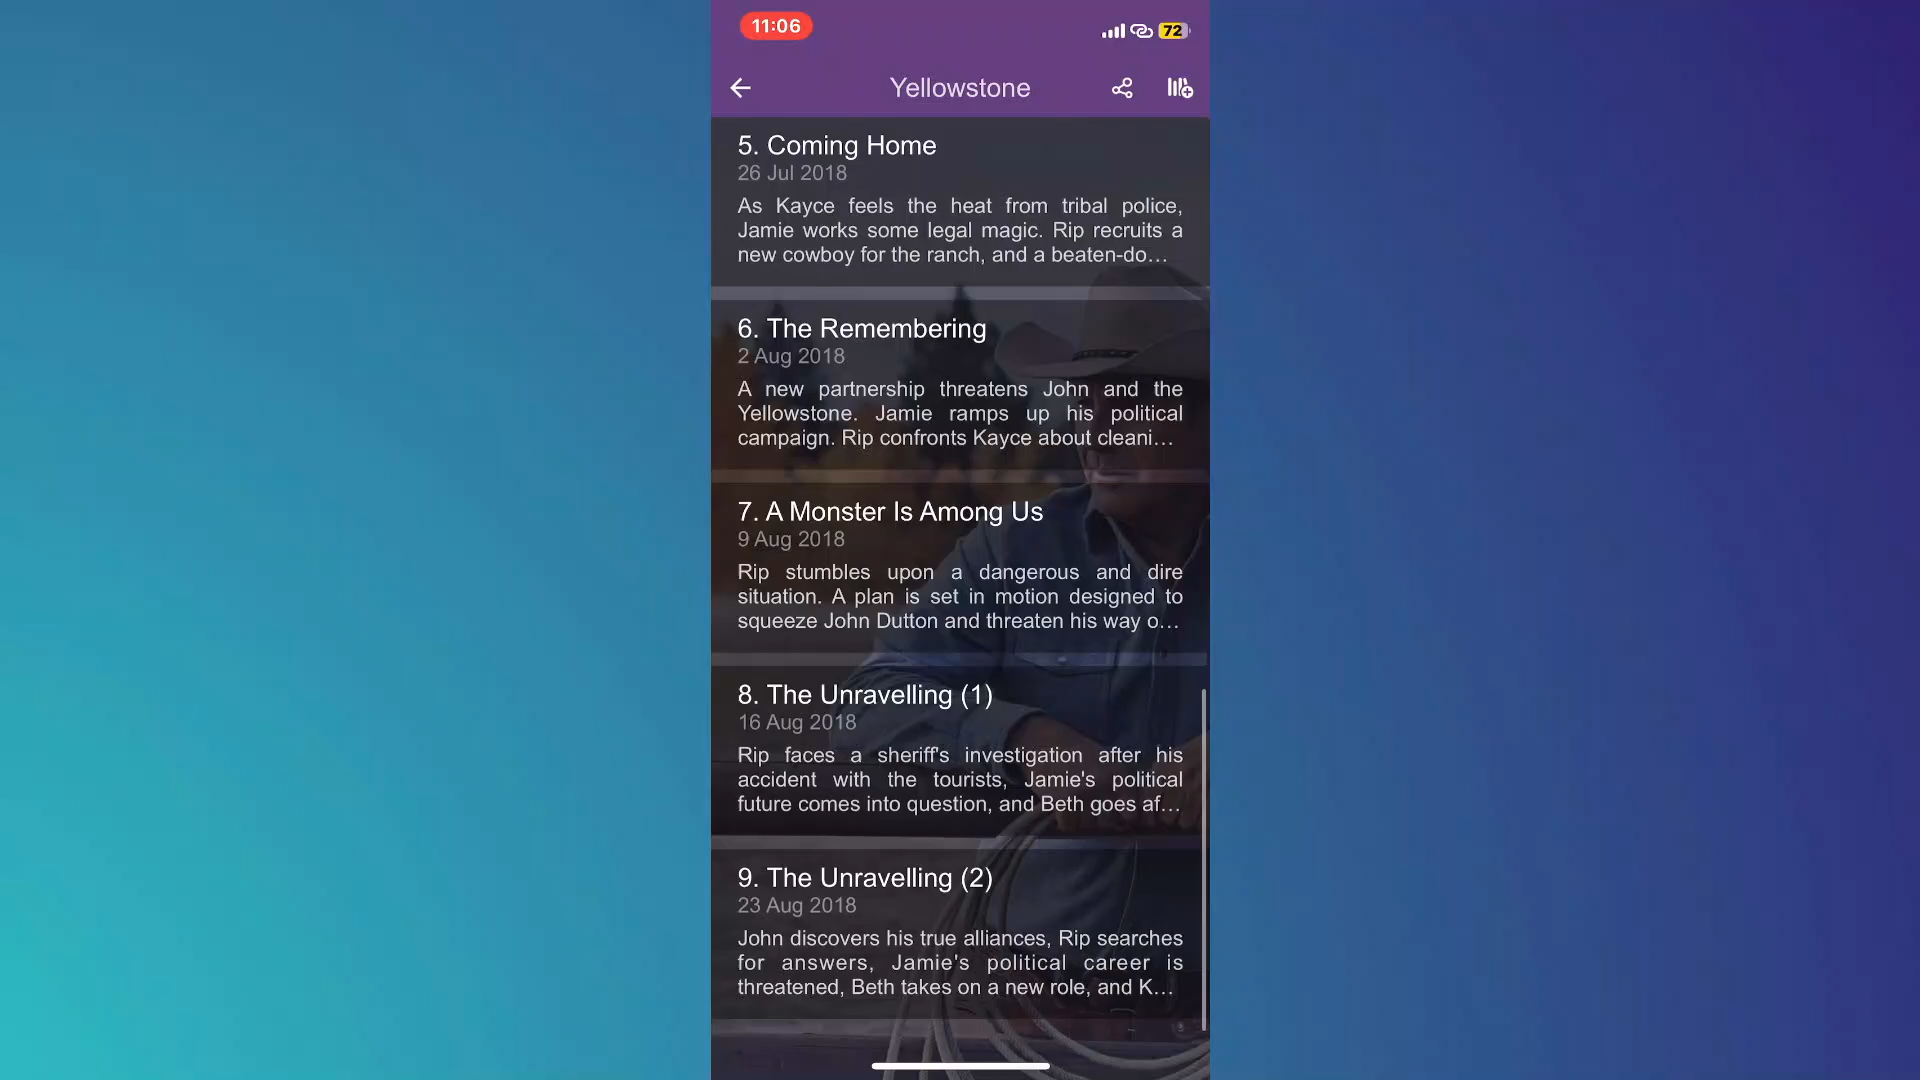 11:06
72
Yellowstone
5. Coming Home
26 Jul 2018
As Kayce feels the heat from tribal police,
Jamie works some legal magic. Rip recruits a
new cowboy for the ranch, and a beaten-do…
6. The Remembering
2 Aug 2018
A new partnership threatens John and the
Yellowstone. Jamie ramps up his political
campaign. Rip confronts Kayce about cleani…
7. A Monster Is Among Us
9 Aug 2018
Rip stumbles upon a dangerous and dire
situation. A plan is set in motion designed to
squeeze John Dutton and threaten his way o…
8. The Unravelling (1)
16 Aug 2018
Rip faces a sheriff's investigation after his
accident with the tourists, Jamie's political
future comes into question, and Beth goes af…
9. The Unravelling (2)
23 Aug 2018
John discovers his true alliances, Rip searches
for answers, Jamie's political career is
threatened, Beth takes on a new role, and K…